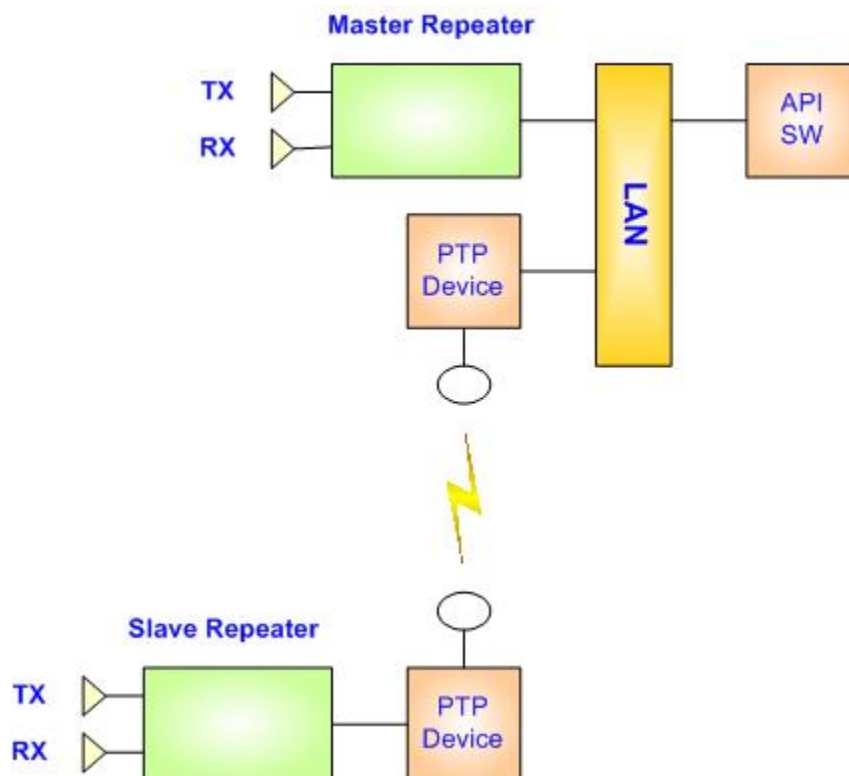 Master Repeater
TX
RX
API
SW
LAN
PTP
Device
Slave Repeater
TX
RX
PTP
Device